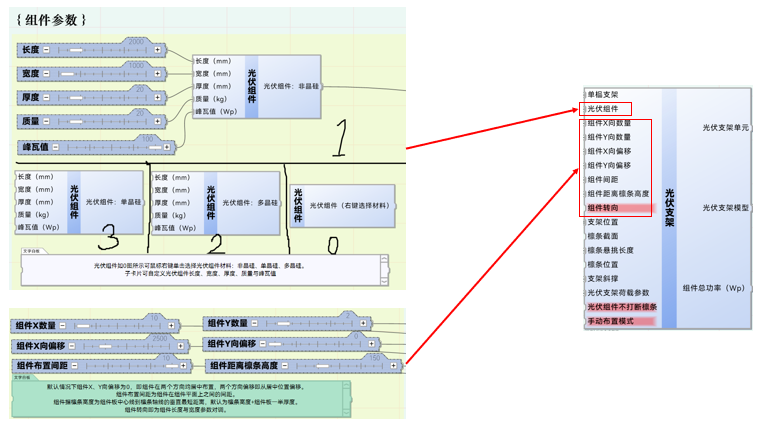 { 组件参数 }
长度 2000
宽度 1000
厚度 20
质量 20
峰瓦值 100
长度（mm）
宽度（mm）
厚度（mm）
质量（kg）
峰瓦值（Wp）
光伏组件
光伏组件：非晶硅
1
长度（mm）
宽度（mm）
厚度（mm）
质量（kg）
峰瓦值（Wp）
光伏组件
光伏组件：单晶硅
3
长度（mm）
宽度（mm）
厚度（mm）
质量（kg）
峰瓦值（Wp）
光伏组件
光伏组件：多晶硅
2
光伏组件
光伏组件（右键选择材料）
0
文字面板
光伏组件如0图所示可鼠标右键单击选择光伏组件材料：非晶硅、单晶硅、多晶硅。
子卡片可自定义光伏组件长度、宽度、厚度、质量与峰瓦值
组件X数量 10
组件Y数量
组件X向偏移 2500
组件Y向偏移 0
组件布置间距 10
组件距离檩条高度 150
文字面板
默认情况下组件X、Y向偏移为0，即组件在两个方向均居中布置，两个方向偏移即从居中位置偏移。
组件布置间距为组件在组件平面上之间的间距。
组件据檩条高度为组件板中心线到檩条轴线的垂直最短距离，默认为檩条高度+组件板一半厚度。
组件转向即为组件长度与宽度参数对调。
单榀支架
光伏组件
组件X向数量
组件Y向数量
组件X向偏移
组件Y向偏移
组件间距
组件距离檩条高度
组件转向
支架位置
檩条截面
檩条悬挑长度
檩条位置
支架斜撑
光伏支架荷载参数
光伏组件不打断檩条
手动布置模式
光伏支架
光伏支架单元
光伏支架模型
组件总功率（Wp）